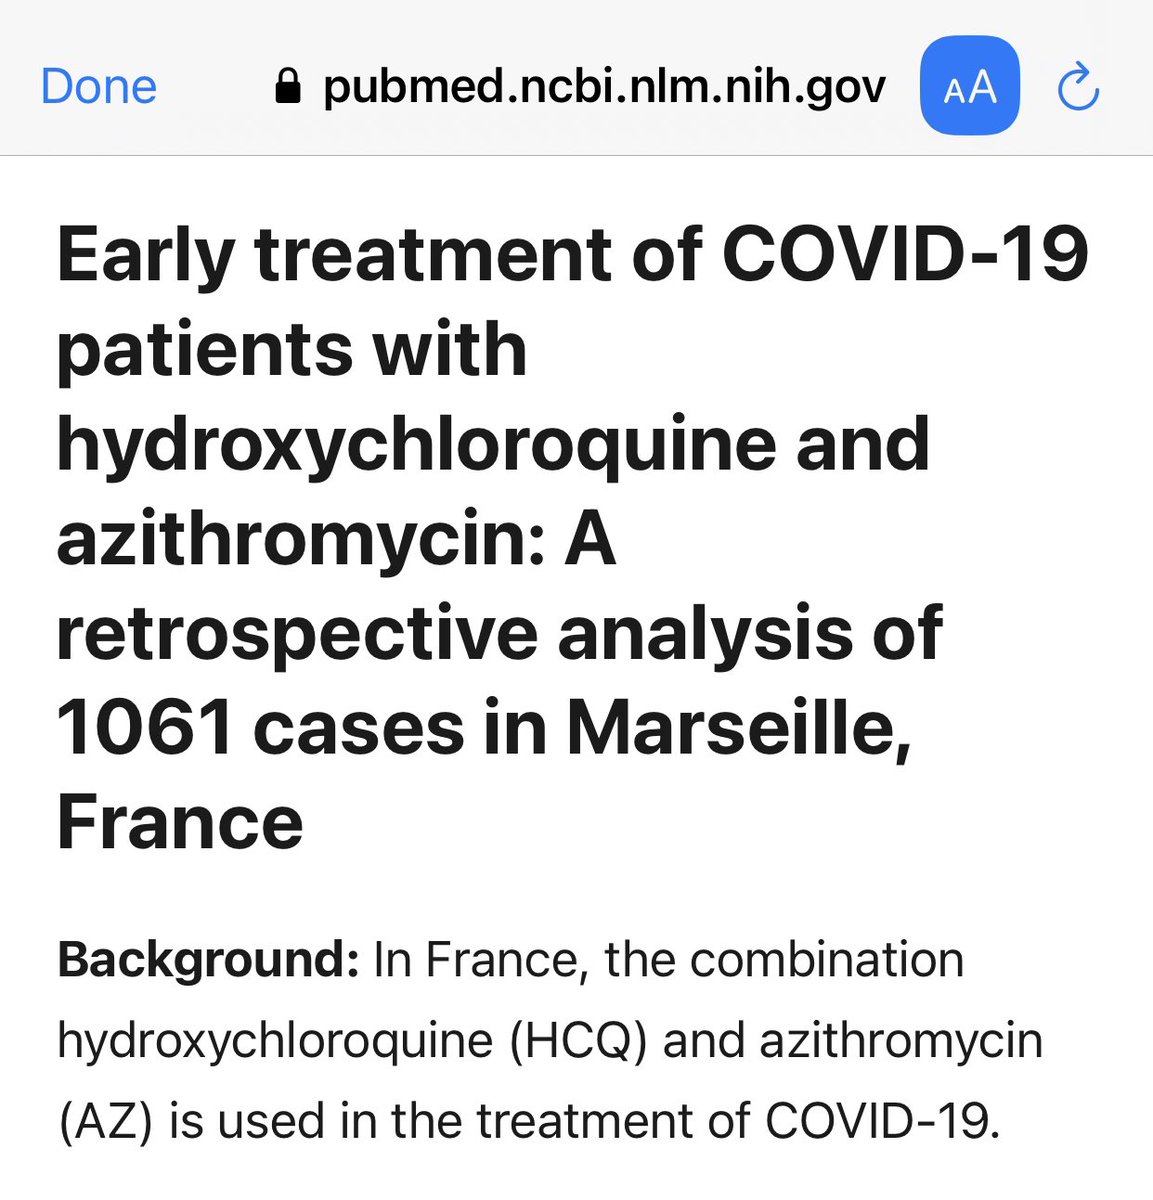 Done
pubmed.ncbi.nlm.nih.gov
AA
Early treatment of COVID-19
patients with
hydroxychloroquine and
azithromycin: A
retrospective analysis of
1061 cases in Marseille,
France
Background: In France, the combination
hydroxychloroquine (HCQ) and azithromycin
(AZ) is used in the treatment of COVID-19.